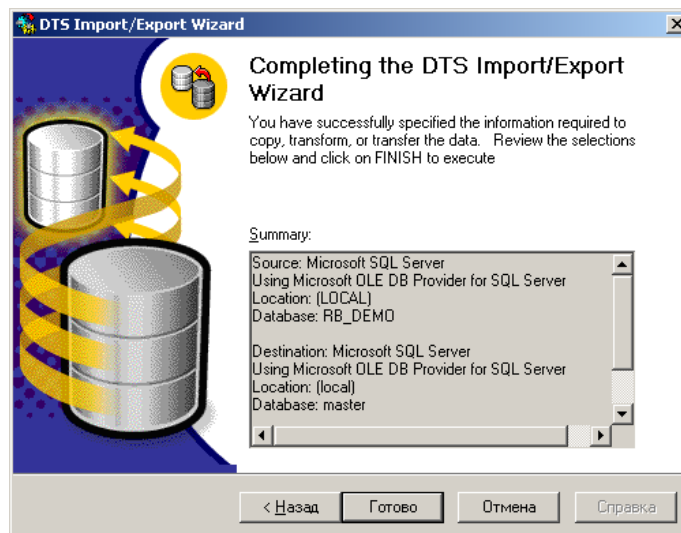 DTS Import/Export Wizard
Completing the DTS Import/Export
Wizard
You have successfully specified the information required to
copy, transform, or transfer the data. Review the selections
below and click on FINISH to execute
Summary:
Source: Microsoft SQL Server
Using Microsoft OLE DB Provider for SQL Server
Location: (LOCAL)
Database: RB_DEMO
Destination: Microsoft SQL Server
Using Microsoft OLE DB Provider for SQL Server
Location: (local)
Database: master
< Назад Готово Отмена Справка